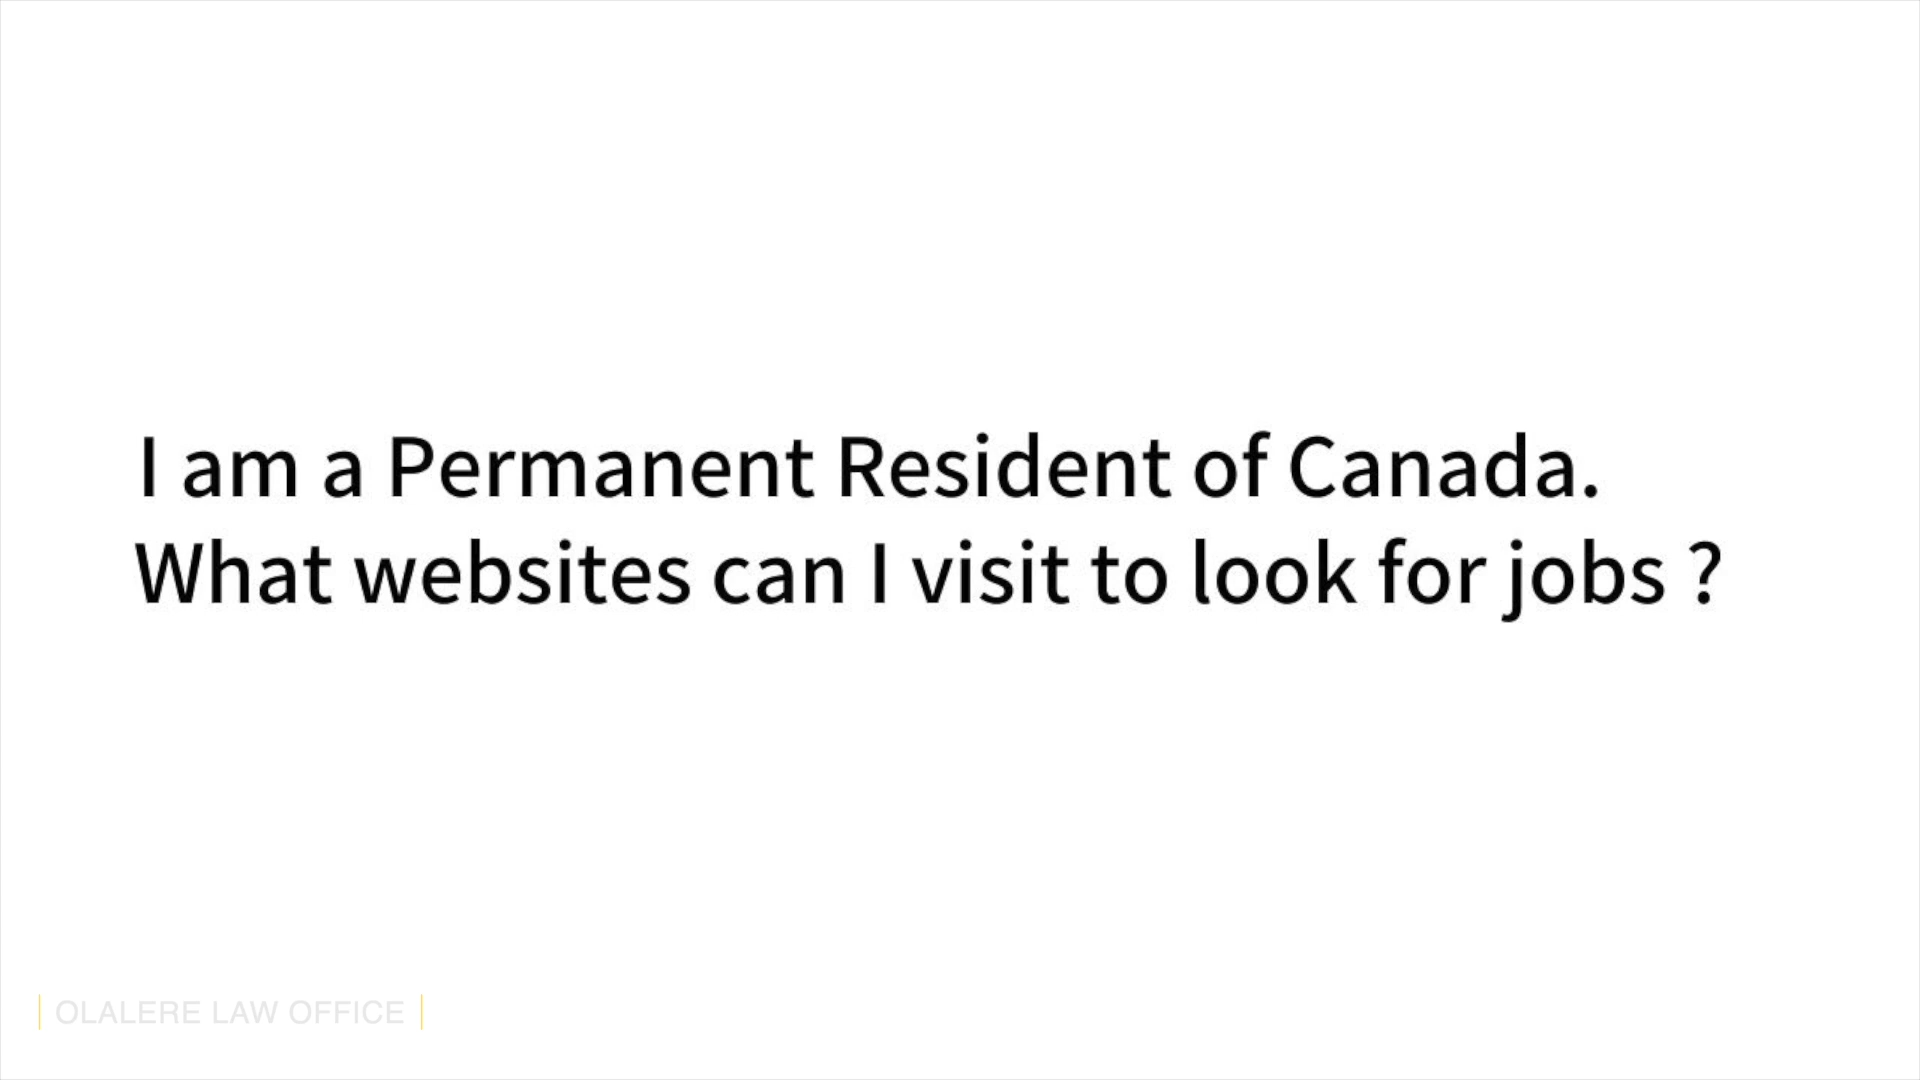 I am a Permanent Resident of Canada.
What websites can I visit to look for jobs ?
OLALERE LAW OFFICE